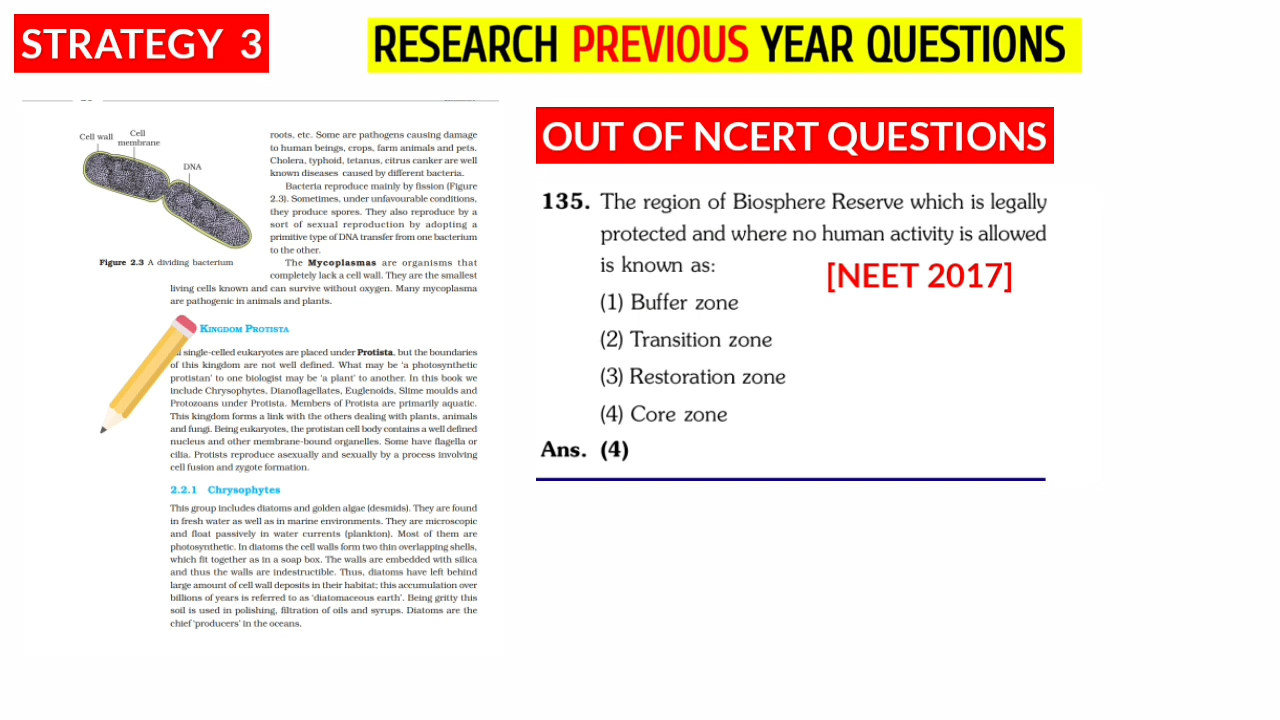 STRATEGY 3
RESEARCH PREVIOUS YEAR QUESTIONS
Cell wall
Cell
membrane
DNA
Figure 2.3 A dividing bacterium
roots, etc. Some are pathogens causing damage
to human beings, crops, farm animals and pets.
Cholera, typhoid, tetanus, citrus canker are well
known diseases caused by different bacteria.
Bacteria reproduce mainly by fission (Figure
2.3). Sometimes, under unfavourable conditions,
they produce spores. They also reproduce by a
sort of sexual reproduction by adopting a
primitive type of DNA transfer from one bacterium
to the other.
The Mycoplasmas are organisms that
completely lack a cell wall. They are the smallest
living cells known and can survive without oxygen. Many mycoplasma
are pathogenic in animals and plants.
KINGDOM PROTISTA
single-celled eukaryotes are placed under Protista, but the boundaries
of this kingdom are not well defined. What may be 'a photosynthetic
protistan' to one biologist may be 'a plant' to another. In this book we
include Chrysophytes, Dianoflagellates, Euglenoids, Slime moulds and
Protozoans under Protista. Members of Protista are primarily aquatic.
This kingdom forms a link with the others dealing with plants, animals
and fungi. Being eukaryotes, the protistan cell body contains a well defined
nucleus and other membrane-bound organelles. Some have flagella or
cilia. Protists reproduce asexually and sexually by a process involving
cell fusion and zygote formation.
2.2.1 Chrysophytes
This group includes diatoms and golden algae (desmids). They are found
in fresh water as well as in marine environments. They are microscopic
and float passively in water currents (plankton). Most of them are
photosynthetic. In diatoms the cell walls form two thin overlapping shells,
which fit together as in a soap box. The walls are embedded with silica
and thus the walls are indestructible. Thus, diatoms have left behind
large amount of cell wall deposits in their habitat; this accumulation over
billions of years is referred to as 'diatomaceous earth'. Being gritty this
soil is used in polishing, filtration of oils and syrups. Diatoms are the
chief 'producers' in the oceans.
OUT OF NCERT QUESTIONS
135. The region of Biosphere Reserve which is legally
protected and where no human activity is allowed
is known as:
[NEET 2017]
(1) Buffer zone
(2) Transition zone
(3) Restoration zone
(4) Core zone
Ans. (4)